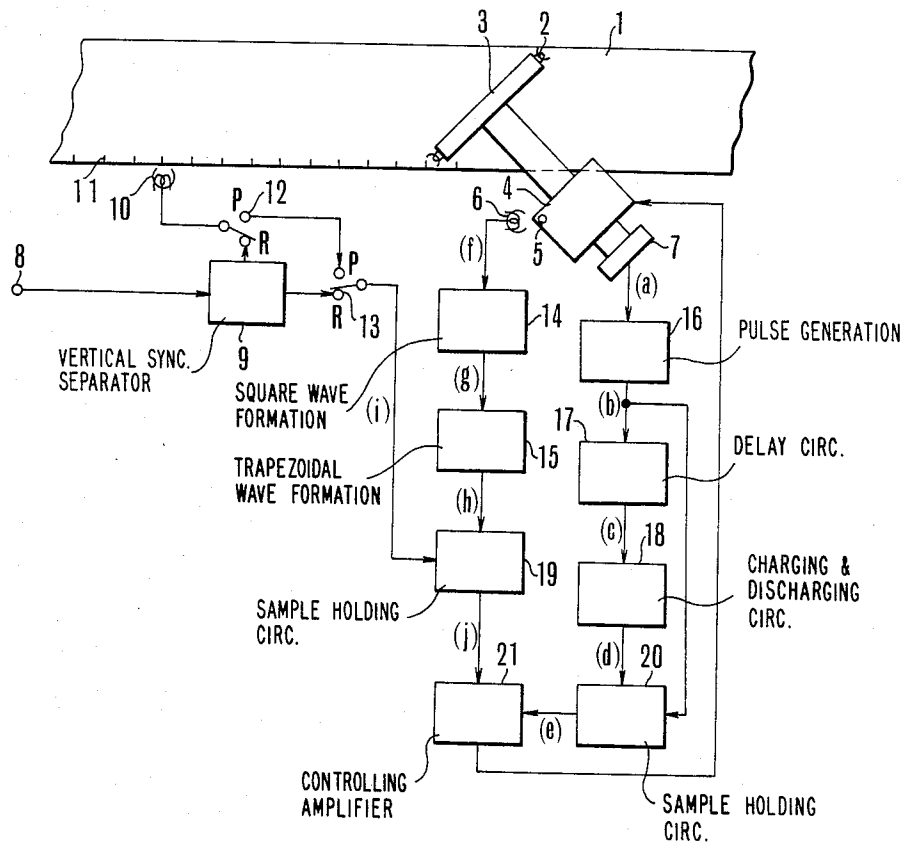 1
2
3
11
10
P
12
R
8
P
R
13
9
VERTICAL SYNC.
SEPARATOR
4
6
5
7
(f)
(a)
14
16
PULSE GENERATION
SQUARE WAVE
FORMATION
(g)
(b)
(i)
17
15
DELAY CIRC.
TRAPEZOIDAL
WAVE FORMATION
(h)
(c)
18
19
CHARGING &
DISCHARGING
CIRC.
SAMPLE HOLDING
CIRC.
(j)
(d)
21
20
(e)
CONTROLLING
AMPLIFIER
SAMPLE HOLDING
CIRC.